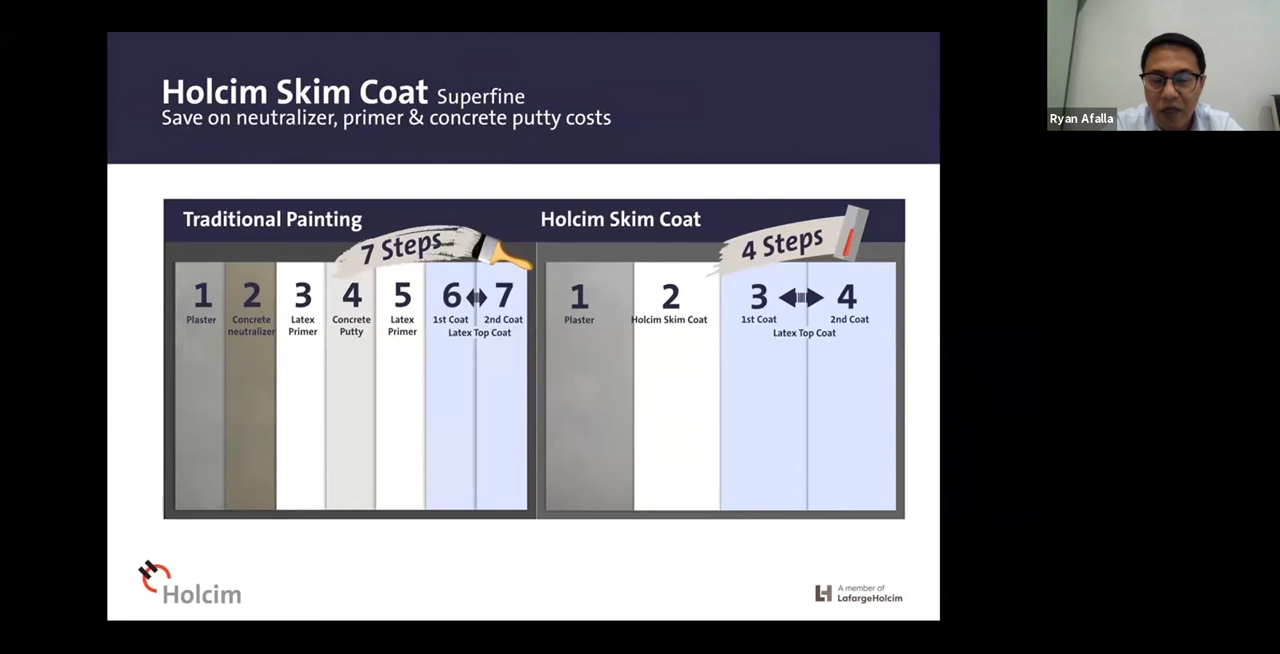 Holcim Skim Coat Superfine
Save on neutralizer, primer & concrete putty costs
Ryan Afalla
Traditional Painting
7 Steps
1
Plaster
2
Concrete
neutralizer
3
Latex
Primer
4
Concrete
Putty
5
Latex
Primer
6
1st Coat
7
2nd Coat
Latex Top Coat
Holcim Skim Coat
4 Steps
1
Plaster
2
Holcim Skim Coat
3
1st Coat
4
2nd Coat
Latex Top Coat
Holcim
A member of
LafargeHolcim